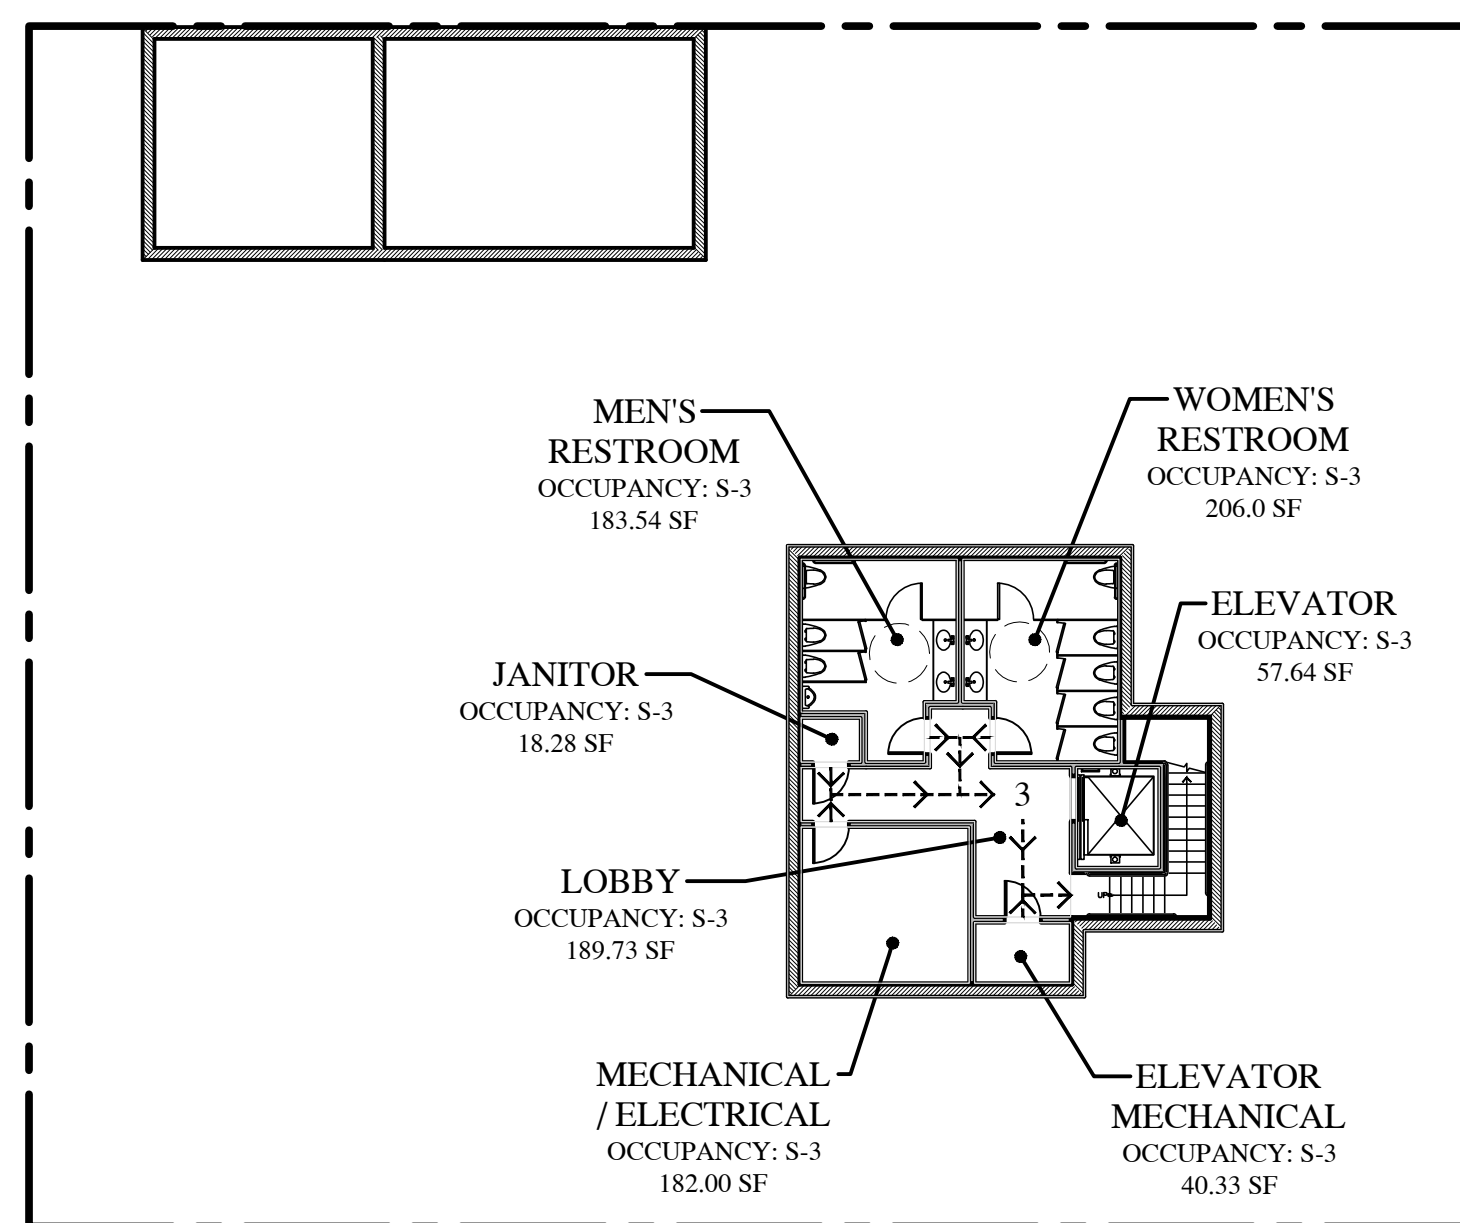 MEN'S
RESTROOM
OCCUPANCY: S-3
183.54 SF
WOMEN'S
RESTROOM
OCCUPANCY: S-3
206.0 SF
ELEVATOR
OCCUPANCY: S-3
57.64 SF
JANITOR
OCCUPANCY: S-3
18.28 SF
3
LOBBY
OCCUPANCY: S-3
189.73 SF
UP
MECHANICAL
/ ELECTRICAL
OCCUPANCY: S-3
182.00 SF
ELEVATOR
MECHANICAL
OCCUPANCY: S-3
40.33 SF